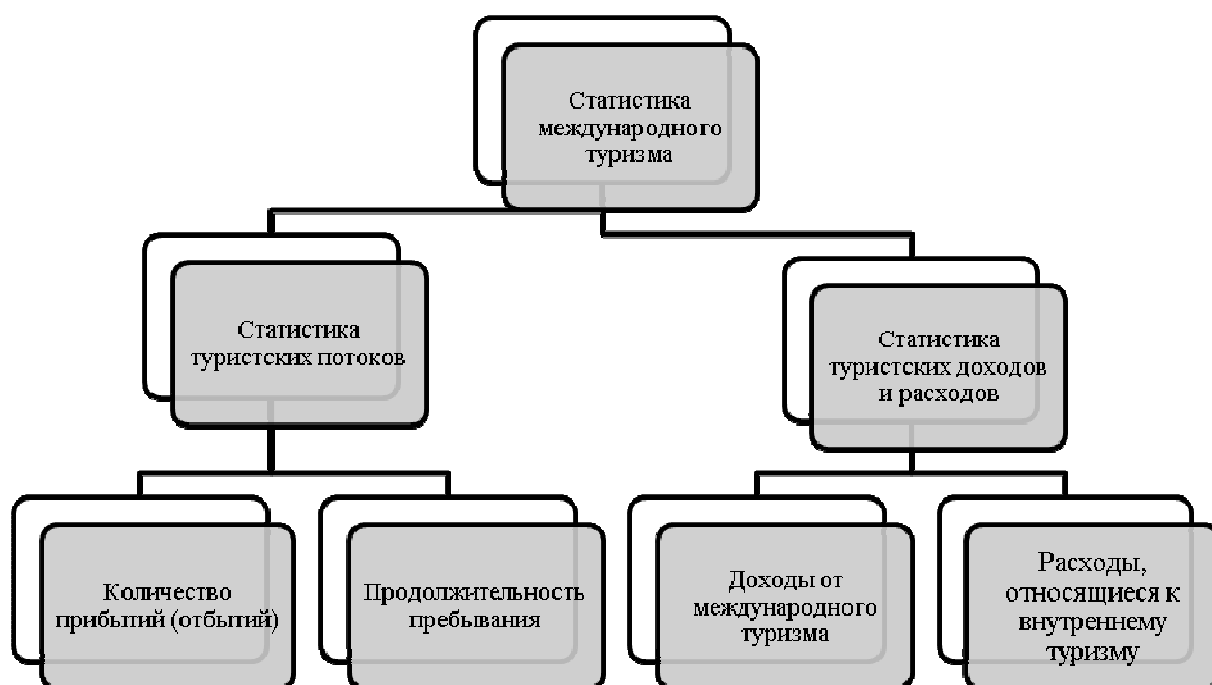 Статистика
международного
туризма
Статистика
туристских потоков
Статистика
туристских доходов
и расходов
Количество
прибытий (отбытий)
Продолжительность
пребывания
Доходы от
международного
туризма
Расходы,
относящиеся к
внутреннему
туризму